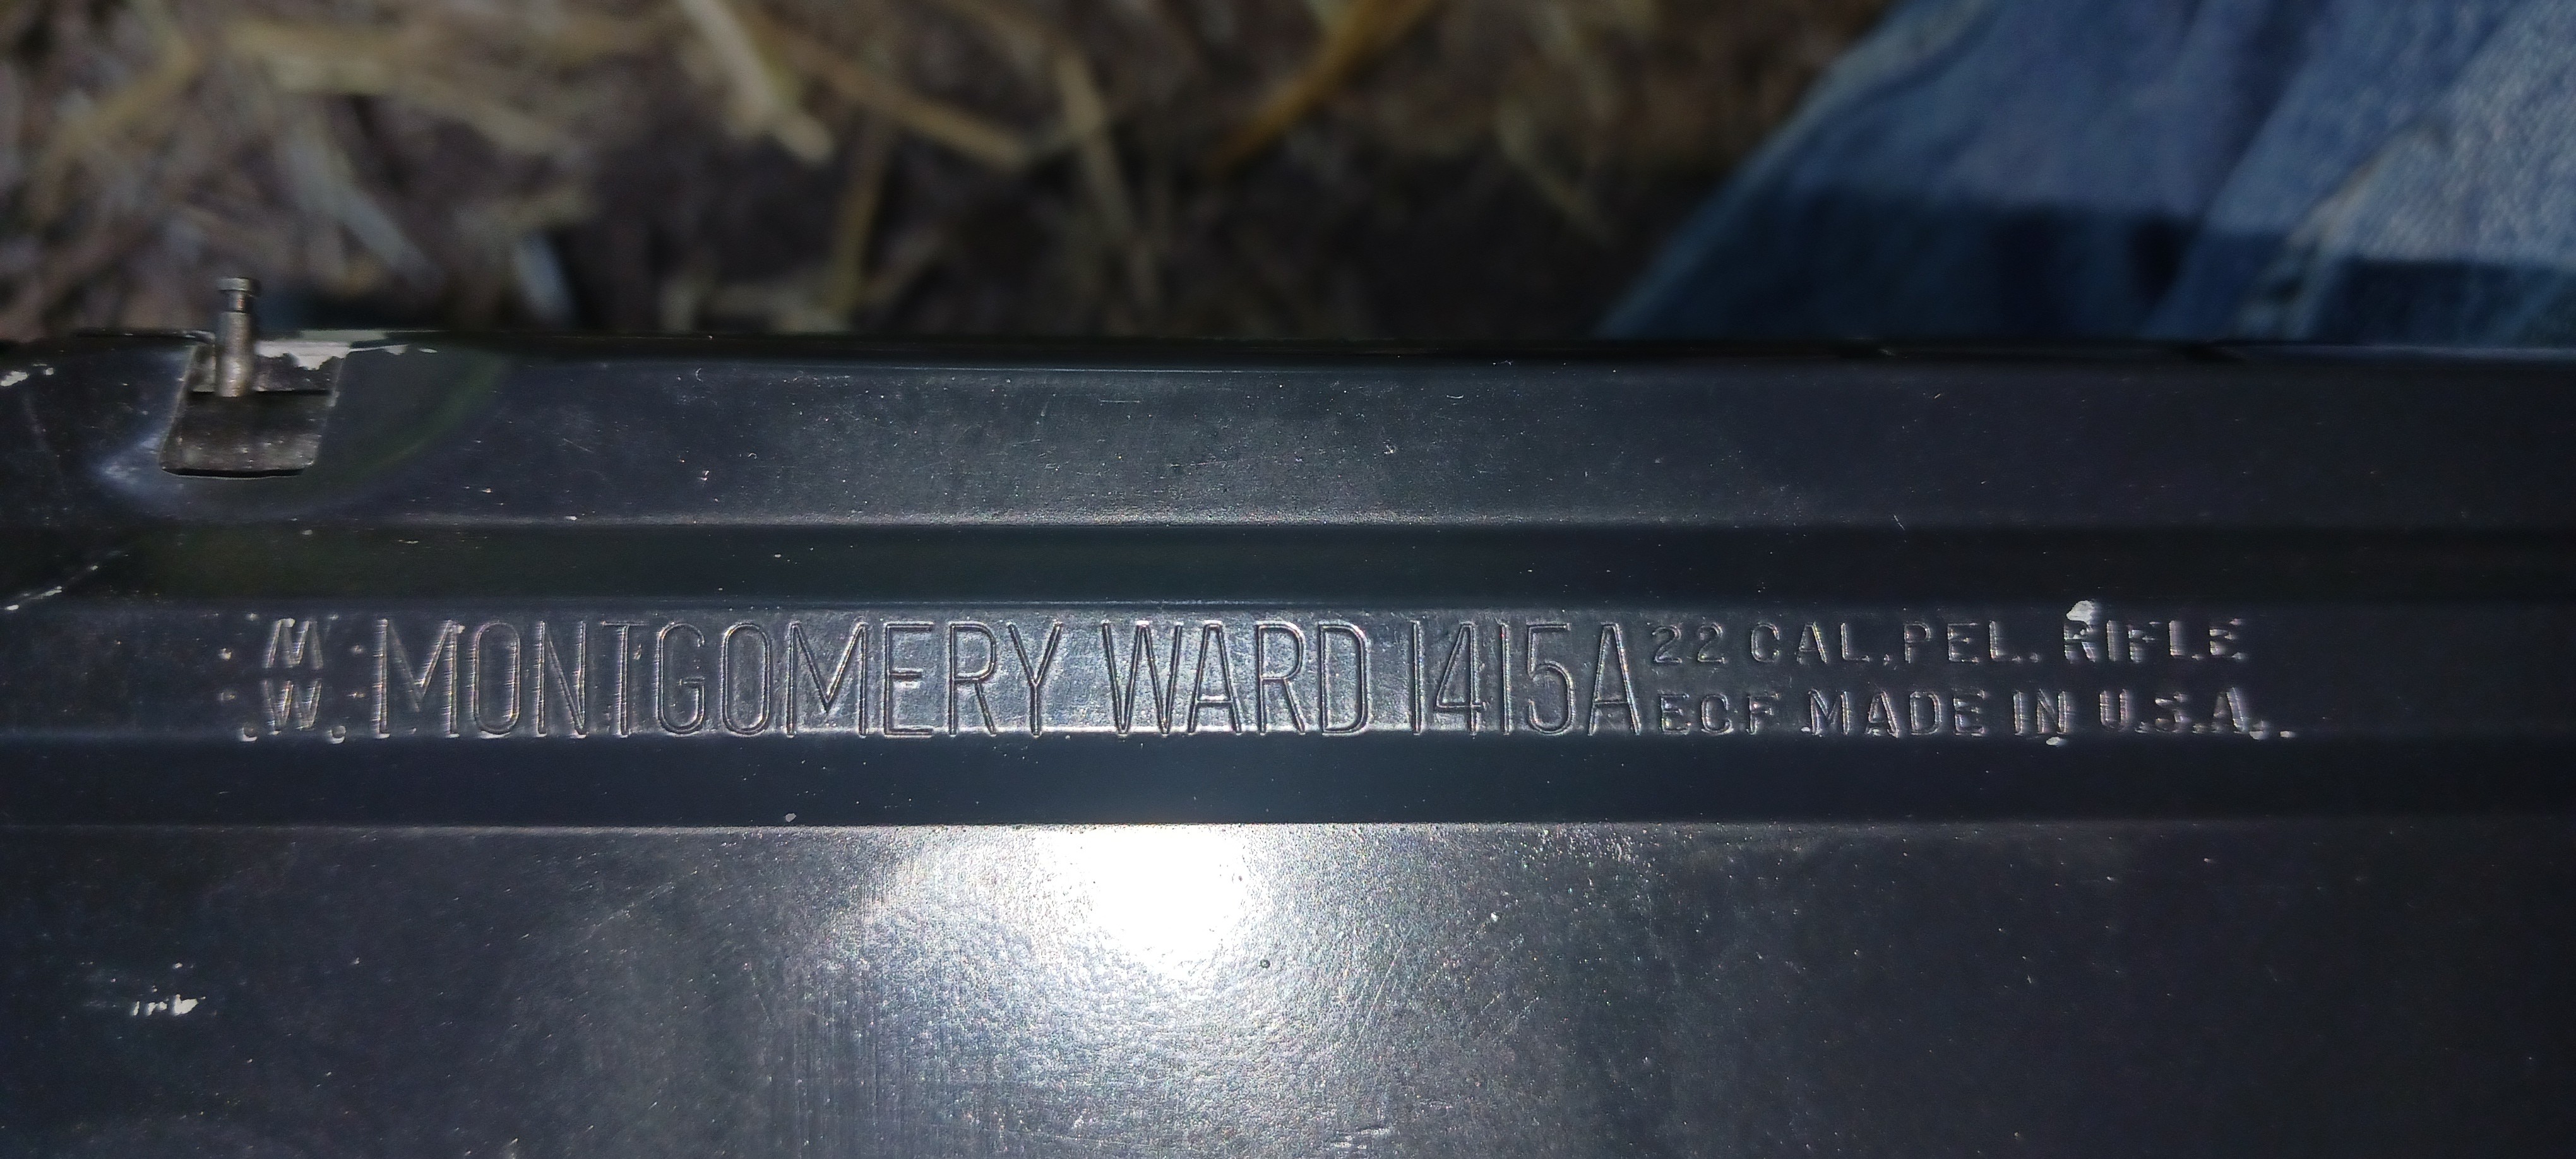 M
W
MONTGOMERY WARD 1415A
22 CAL. PEL. RIFLE
ECF MADE IN U.S.A.